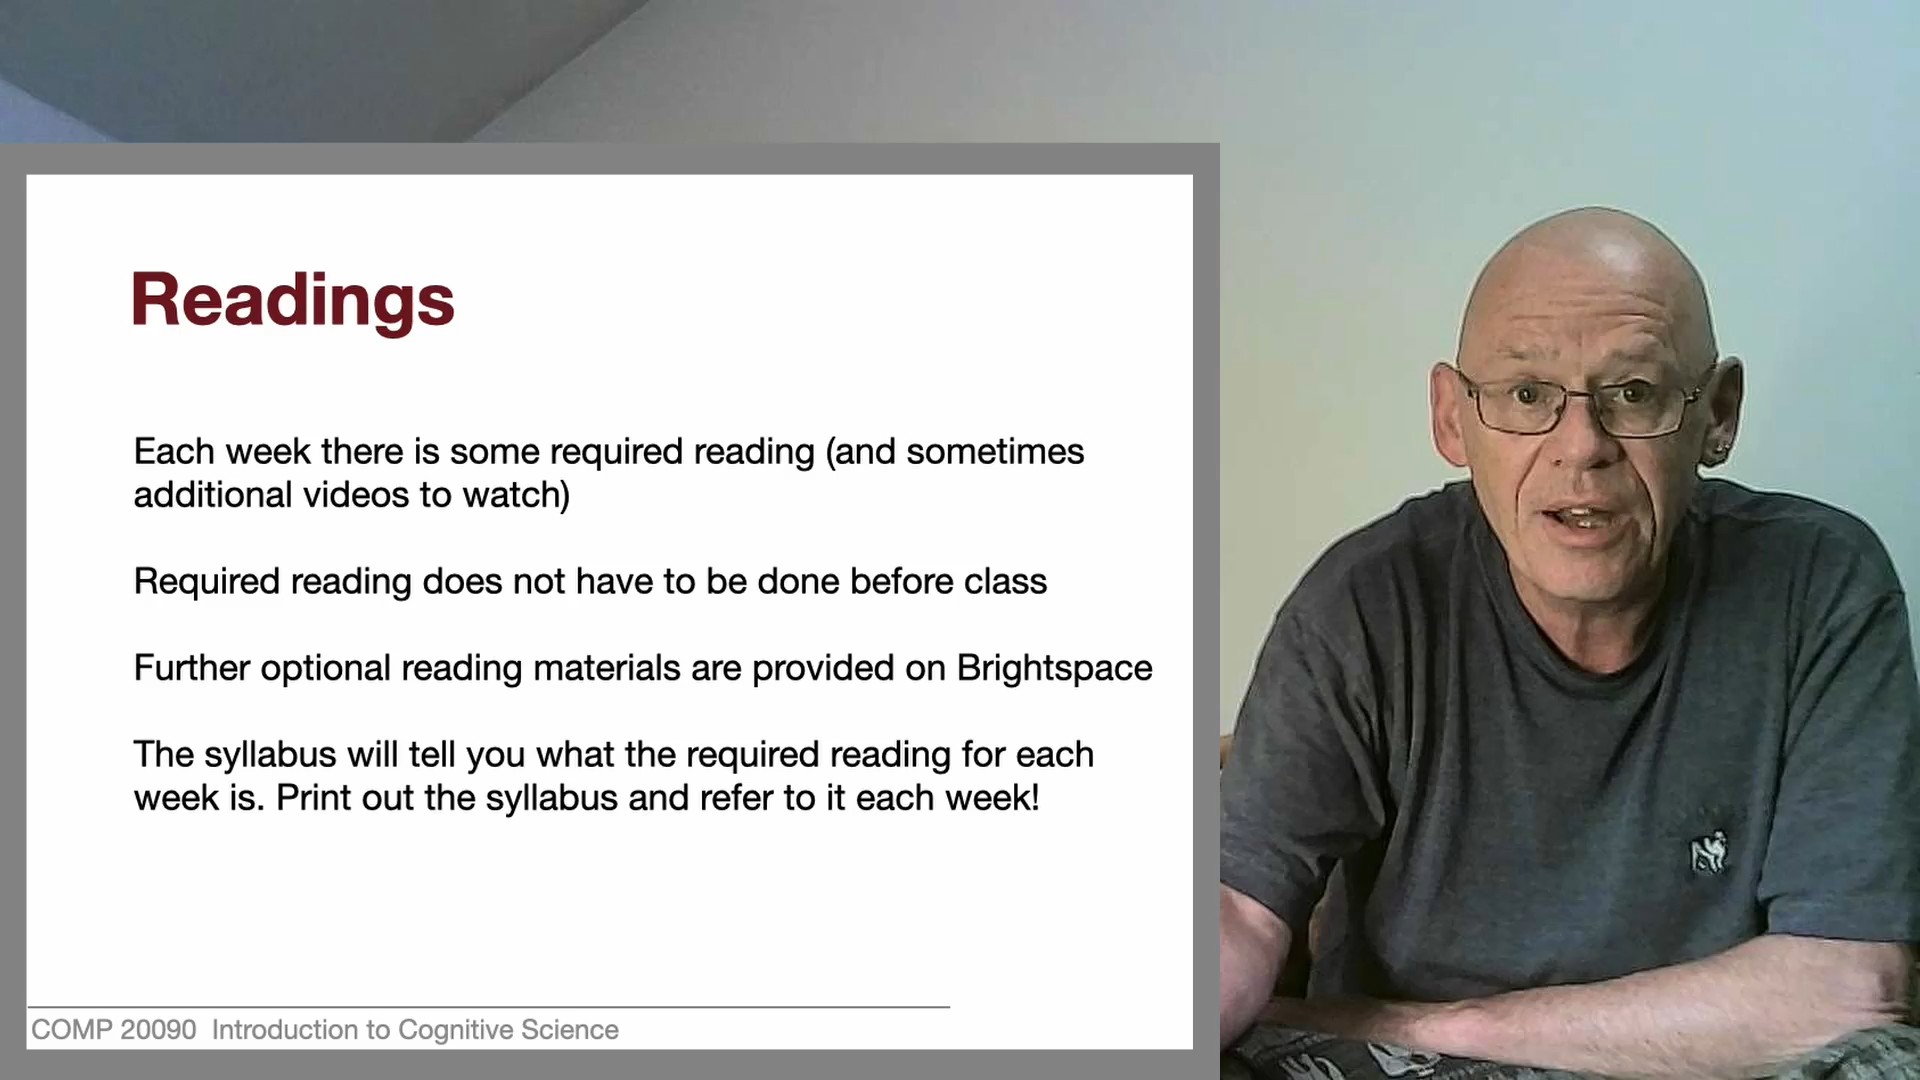 Readings
Each week there is some required reading (and sometimes
additional videos to watch)
Required reading does not have to be done before class
Further optional reading materials are provided on Brightspace
The syllabus will tell you what the required reading for each
week is. Print out the syllabus and refer to it each week!
COMP 20090 Introduction to Cognitive Science